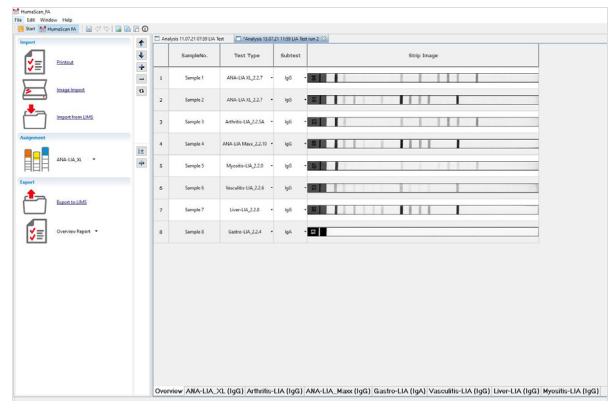 HumaScan_FA
File Edit Window Help
Start HumaScan FA
Import
Printout
Image Import
Import from LIMS
Assignment
ANA-LIA_XL
Export
Export to LIMS
Overview Report
Analysis 11.07.21 07:09 LIA Test *Analysis 13.07.21 11:09 LIA Test run 2
SampleNo. Test Type Subtest Strip Image
1 Sample 1 ANA-LIA XL_2.2.7 IgG
2 Sample 2 ANA-LIA XL_2.2.7 IgG
3 Sample 3 Arthritis-LIA_2.2.5A IgG
4 Sample 4 ANA-LIA Maxx_2.2.10 IgG
5 Sample 5 Myositis-LIA_2.2.0 IgG
6 Sample 6 Vasculitis-LIA_2.2.6 IgG
7 Sample 7 Liver-LIA_2.2.8 IgG
8 Sample 8 Gastro-LIA_2.2.4 IgA
Overview ANA-LIA_XL (IgG) Arthritis-LIA (IgG) ANA-LIA_Maxx (IgG) Gastro-LIA (IgA) Vasculitis-LIA (IgG) Liver-LIA (IgG) Myositis-LIA (IgG)